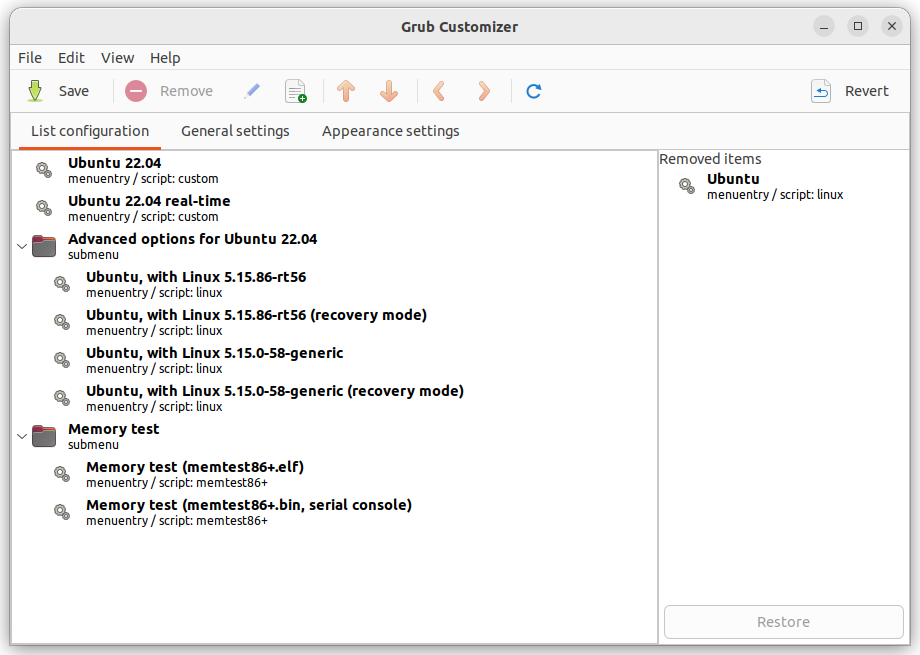 Grub Customizer
File Edit View Help
Save Remove Revert
List configuration General settings Appearance settings
Ubuntu 22.04
menuentry / script: custom
Ubuntu 22.04 real-time
menuentry / script: custom
Advanced options for Ubuntu 22.04
submenu
Ubuntu, with Linux 5.15.86-rt56
menuentry / script: linux
Ubuntu, with Linux 5.15.86-rt56 (recovery mode)
menuentry / script: linux
Ubuntu, with Linux 5.15.0-58-generic
menuentry / script: linux
Ubuntu, with Linux 5.15.0-58-generic (recovery mode)
menuentry / script: linux
Memory test
submenu
Memory test (memtest86+.elf)
menuentry / script: memtest86+
Memory test (memtest86+.bin, serial console)
menuentry / script: memtest86+
Removed items
Ubuntu
menuentry / script: linux
Restore